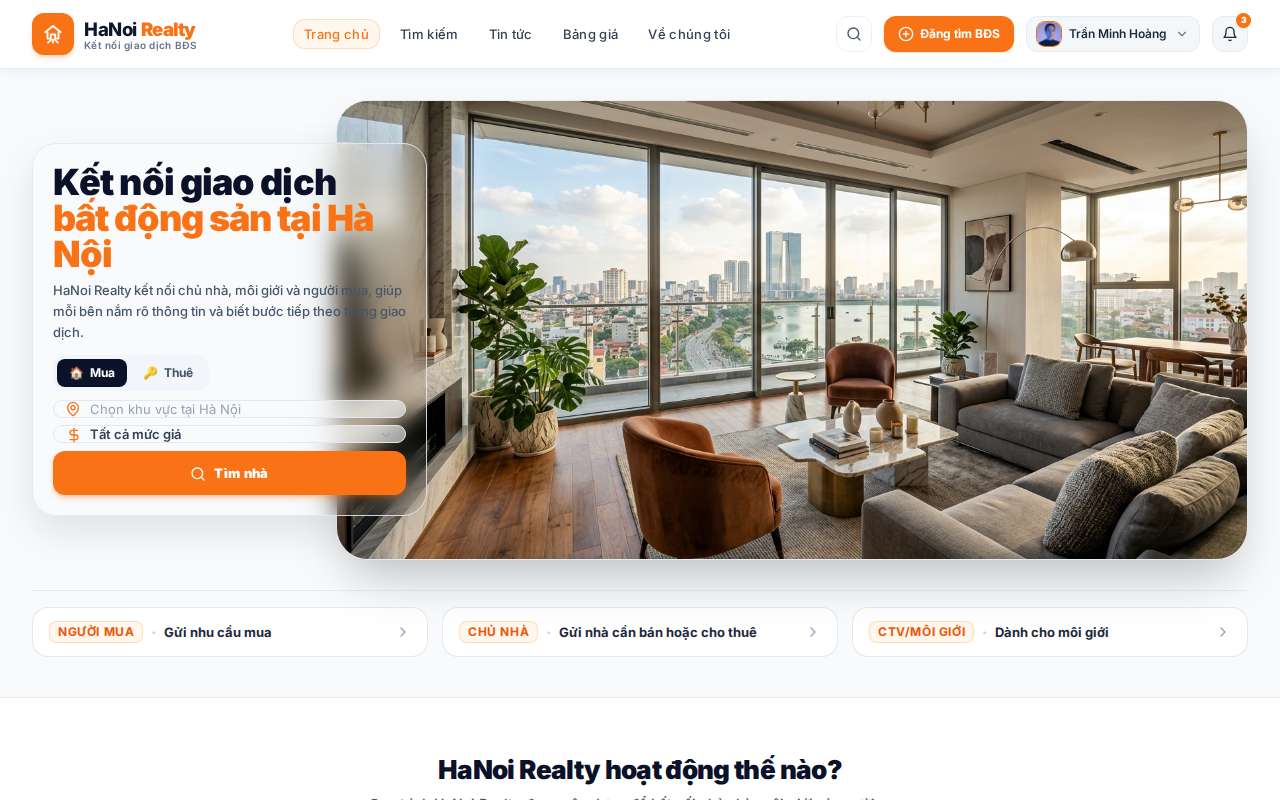 HaNoi Realty
Kết nối giao dịch BĐS
Trang chủ
Tìm kiếm
Tin tức
Bảng giá
Về chúng tôi
Đăng tin BĐS
Trần Minh Hoàng
3
Kết nối giao dịch
bất động sản tại Hà
Nội
HaNoi Realty kết nối chủ nhà, môi giới và người mua, giúp
mỗi bên nắm rõ thông tin và biết bước tiếp theo trong giao
dịch.
Mua
Thuê
Chọn khu vực tại Hà Nội
Tất cả mức giá
Tìm nhà
NGƯỜI MUA
Gửi nhu cầu mua
CHỦ NHÀ
Gửi nhà cần bán hoặc cho thuê
CTV/MÔI GIỚI
Dành cho môi giới
HaNoi Realty hoạt động thế nào?